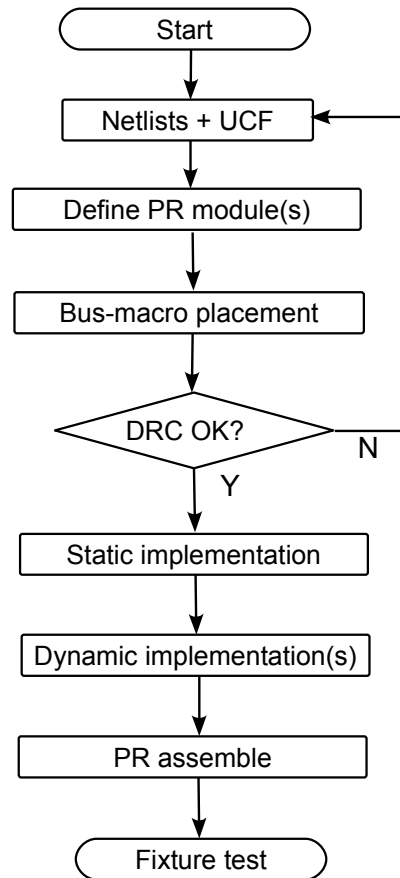 Start
Netlists + UCF
Define PR module(s)
Bus-macro placement
DRC OK?
N
Y
Static implementation
Dynamic implementation(s)
PR assemble
Fixture test